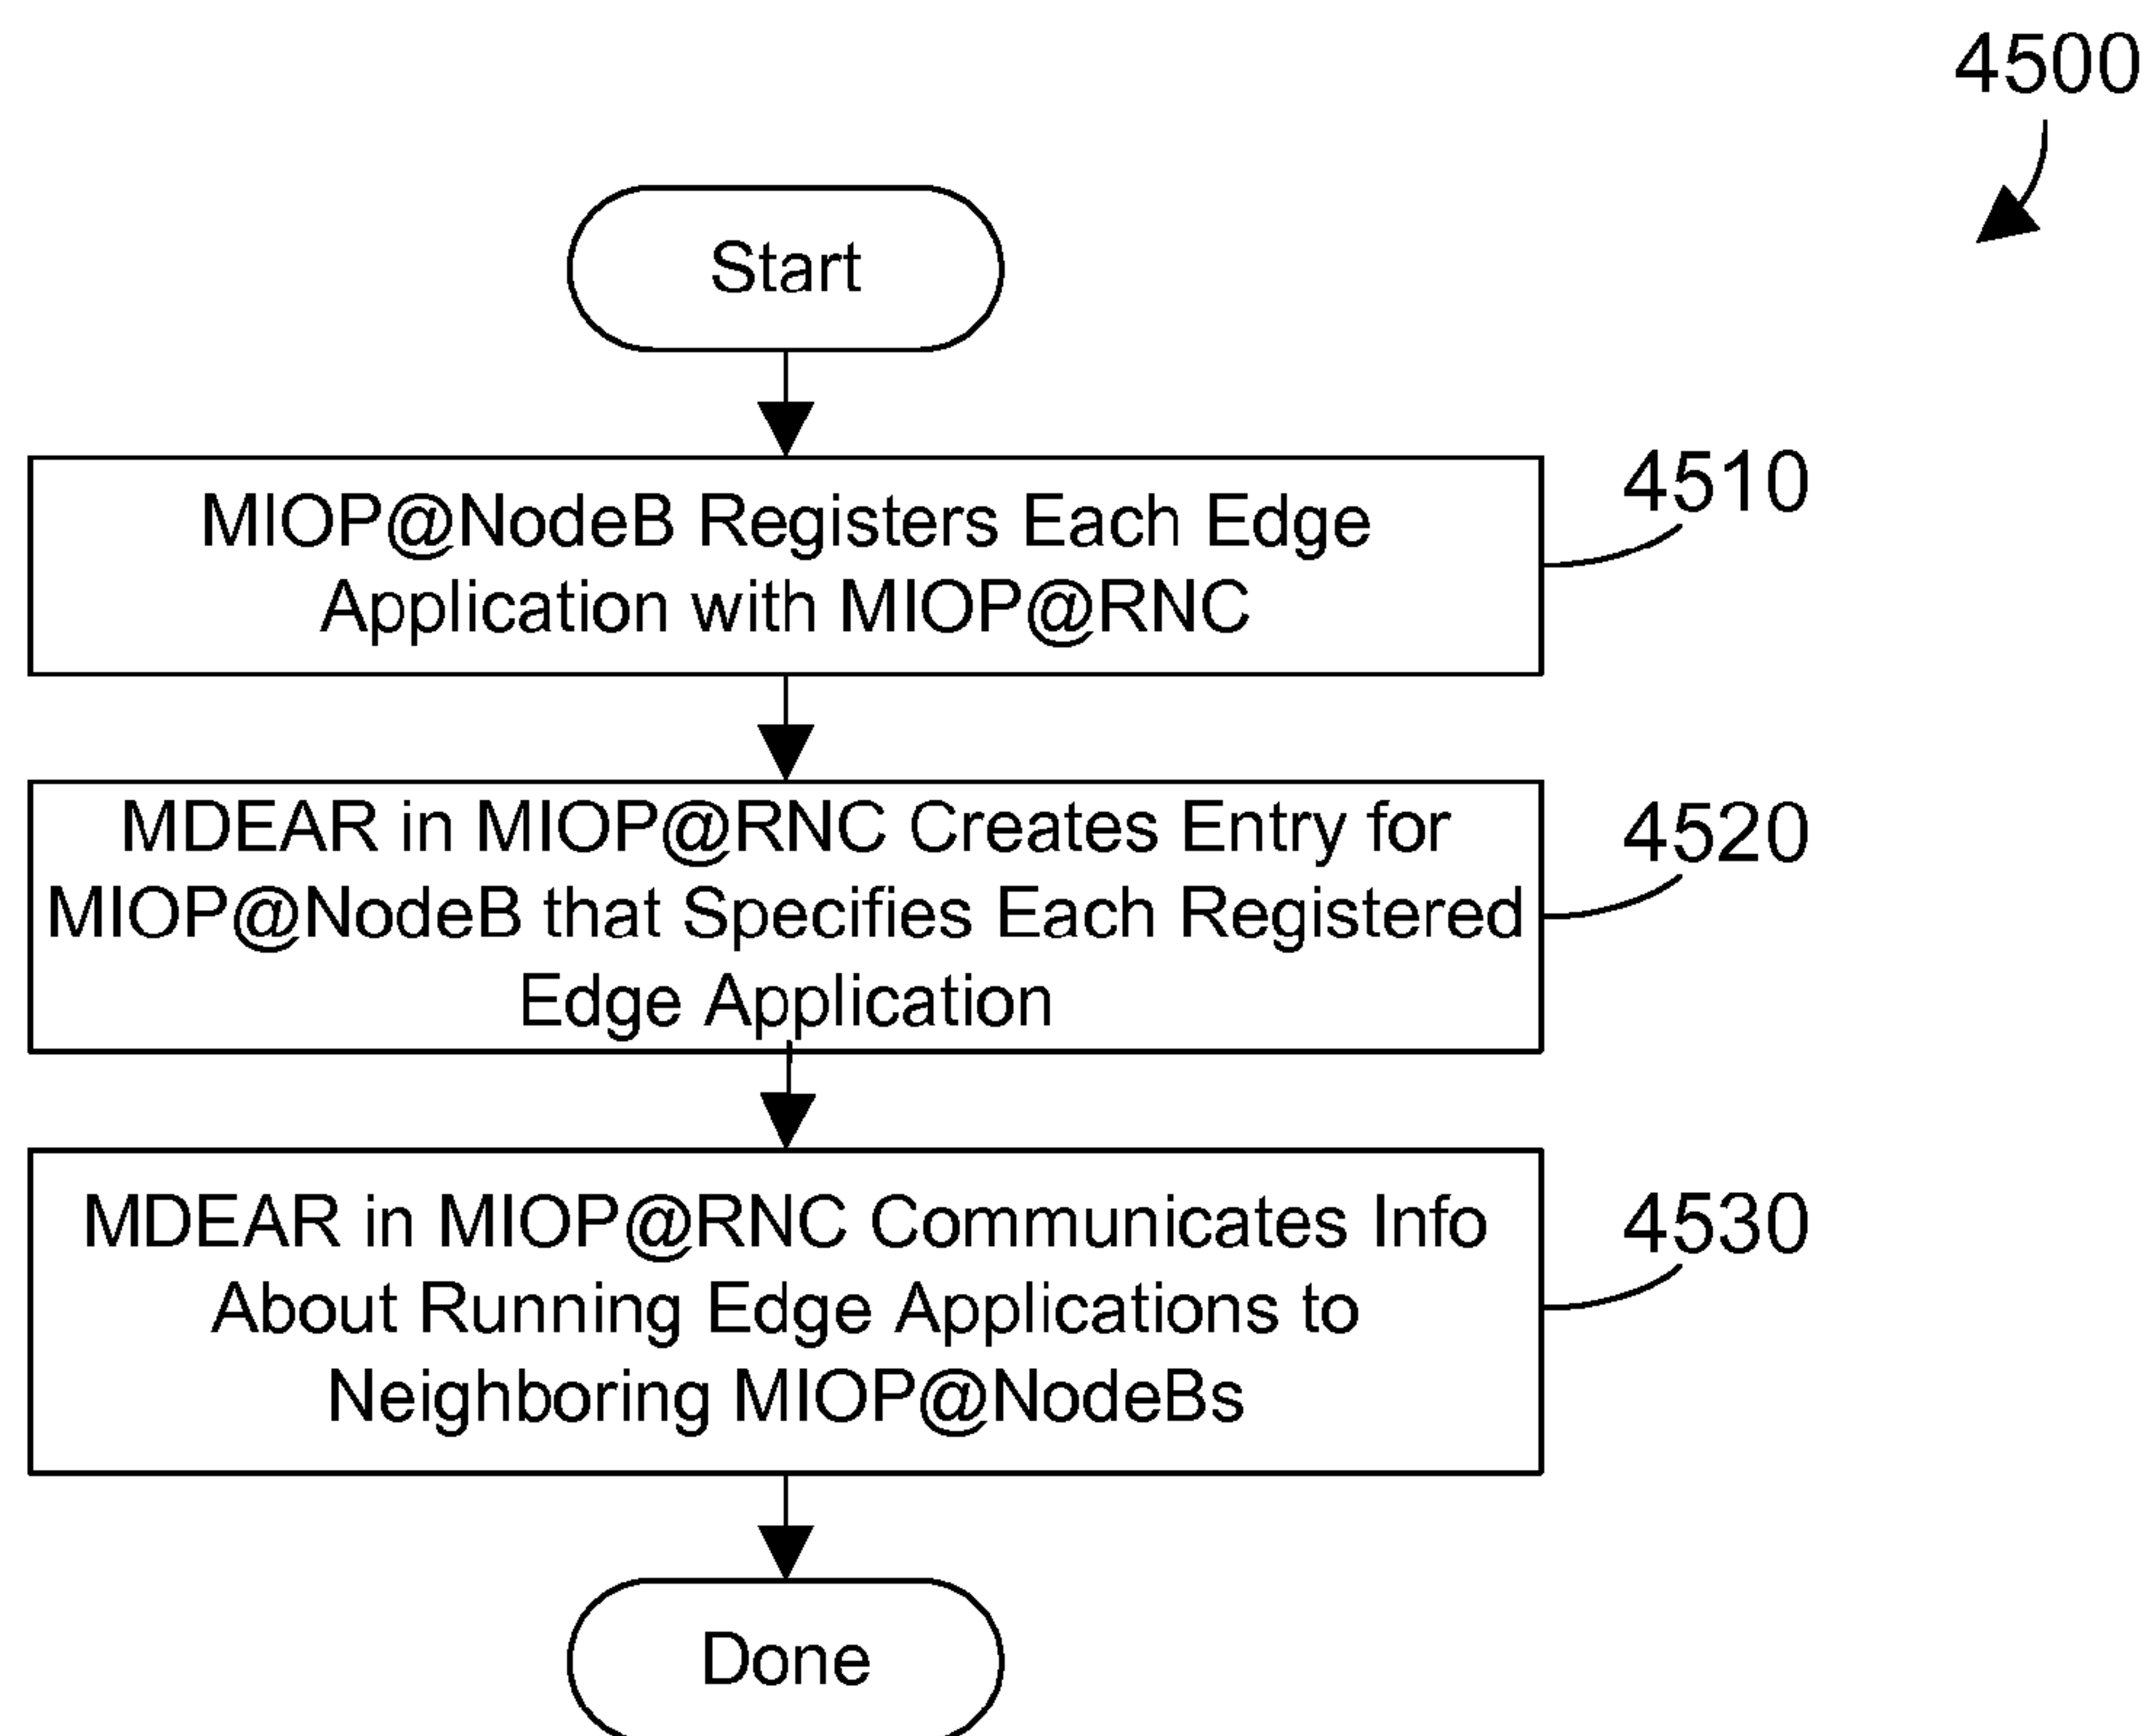 4500
Start
MIOP@NodeB Registers Each Edge
Application with MIOP@RNC
4510
MDEAR in MIOP@RNC Creates Entry for
MIOP@NodeB that Specifies Each Registered
Edge Application
4520
MDEAR in MIOP@RNC Communicates Info
About Running Edge Applications to
Neighboring MIOP@NodeBs
4530
Done